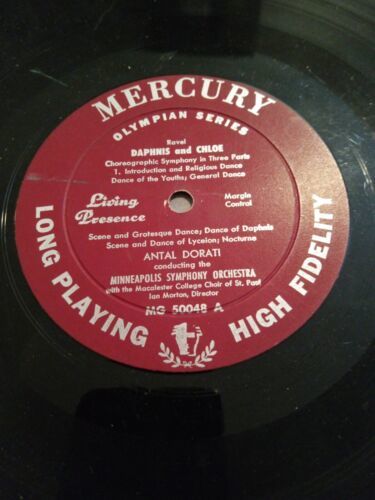 MERCURY
OLYMPIAN SERIES
Ravel
DAPHNIS and CHLOE
Choreographic Symphony in Three Parts
1. Introduction and Religious Dance
Dance of the Youths; General Dance
Living
Presence
Margin
Control
Scene and Grotesque Dance; Dance of Daphnis
Scene and Dance of Lyceion; Nocturne
ANTAL DORATI
conducting the
MINNEAPOLIS SYMPHONY ORCHESTRA
with the Macalester College Choir of St. Paul
Ian Morton, Director
MG 50048 A
LONG PLAYING
HIGH FIDELITY